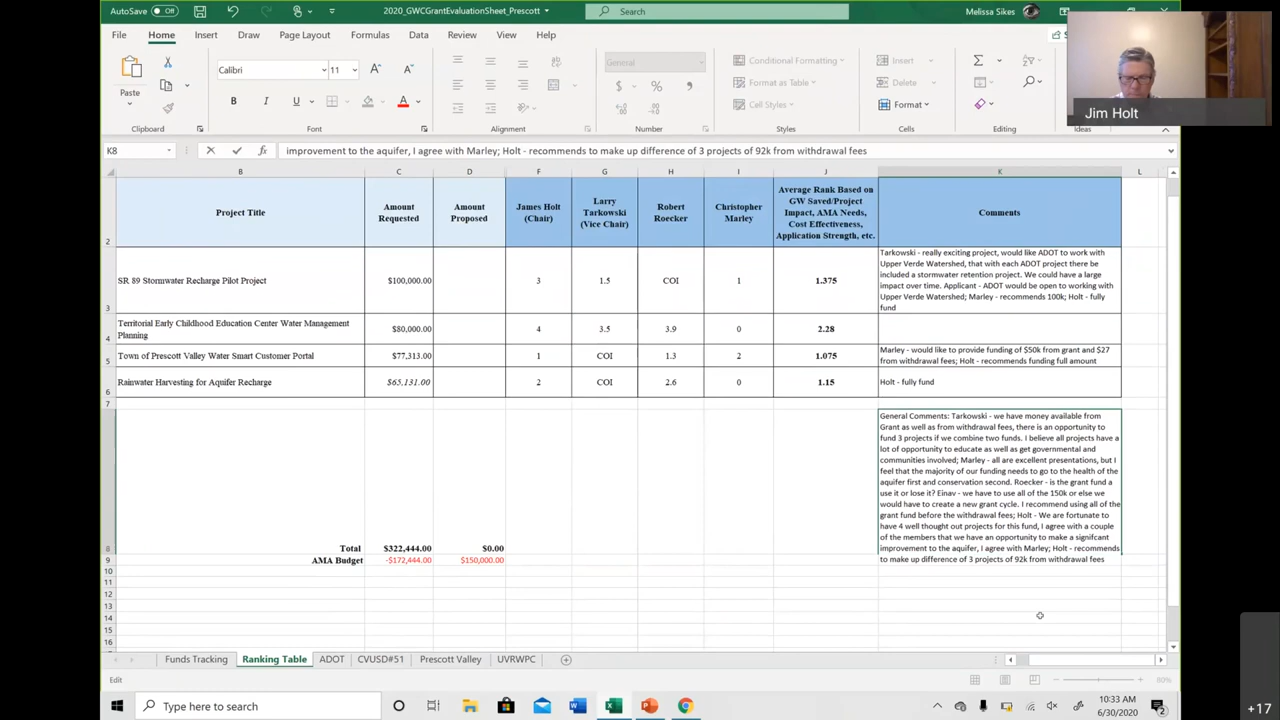 AutoSave Off
2020_GWCGrantEvaluationSheet_Prescott
Search
Melissa Sikes
File Home Insert Draw Page Layout Formulas Data Review View Help
Jim Holt
Paste
Calibri 11
B I U
General
$ %
Conditional Formatting
Format as Table
Cell Styles
Insert
Delete
Format
Clipboard Font Alignment Number Styles Cells Editing Ideas
K8 fx improvement to the aquifer, I agree with Marley; Holt - recommends to make up difference of 3 projects of 92k from withdrawal fees
B C D F G H I J K L
2
Project Title
Amount Requested
Amount Proposed
James Holt (Chair)
Larry Tarkowski (Vice Chair)
Robert Roecker
Christopher Marley
Average Rank Based on GW Saved/Project Impact, AMA Needs, Cost Effectiveness, Application Strength, etc.
Comments
3 SR 89 Stormwater Recharge Pilot Project $100,000.00 3 1.5 COI 1 1.375
Tarkowski - really exciting project, would like ADOT to work with
Upper Verde Watershed, that with each ADOT project there be
included a stormwater retention project. We could have a large
impact over time. Applicant - ADOT would be open to working with
Upper Verde Watershed; Marley - recommends 100k; Holt - fully
fund
4 Territorial Early Childhood Education Center Water Management
Planning $80,000.00 4 3.5 3.9 0 2.28
5 Town of Prescott Valley Water Smart Customer Portal $77,313.00 1 COI 1.3 2 1.075
Marley - would like to provide funding of $50k from grant and $27
from withdrawal fees; Holt - recommends funding full amount
6 Rainwater Harvesting for Aquifer Recharge $65,131.00 2 COI 2.6 0 1.15 Holt - fully fund
7
General Comments: Tarkowski - we have money available from
Grant as well as from withdrawal fees, there is an opportunity to
fund 3 projects if we combine two funds. I believe all projects have a
lot of opportunity to educate as well as get governmental and
communities involved; Marley - all are excellent presentations, but I
feel that the majority of our funding needs to go to the health of the
aquifer first and conservation second. Roecker - is the grant fund a
use it or lose it? Einav - we have to use all of the 150k or else we
would have to create a new grant cycle. I recommend using all of the
grant fund before the withdrawal fees; Holt - We are fortunate to
have 4 well thought out projects for this fund, I agree with a couple
of the members that we have an opportunity to make a signifcant
improvement to the aquifer, I agree with Marley; Holt - recommends
to make up difference of 3 projects of 92k from withdrawal fees
8 Total $322,444.00 $0.00
9 AMA Budget -$172,444.00 $150,000.00
10
11
12
13
14
15
16
Funds Tracking Ranking Table ADOT CVUSD#51 Prescott Valley UVRWPC
Edit
80%
Type here to search
10:33 AM
6/30/2020
2
+17